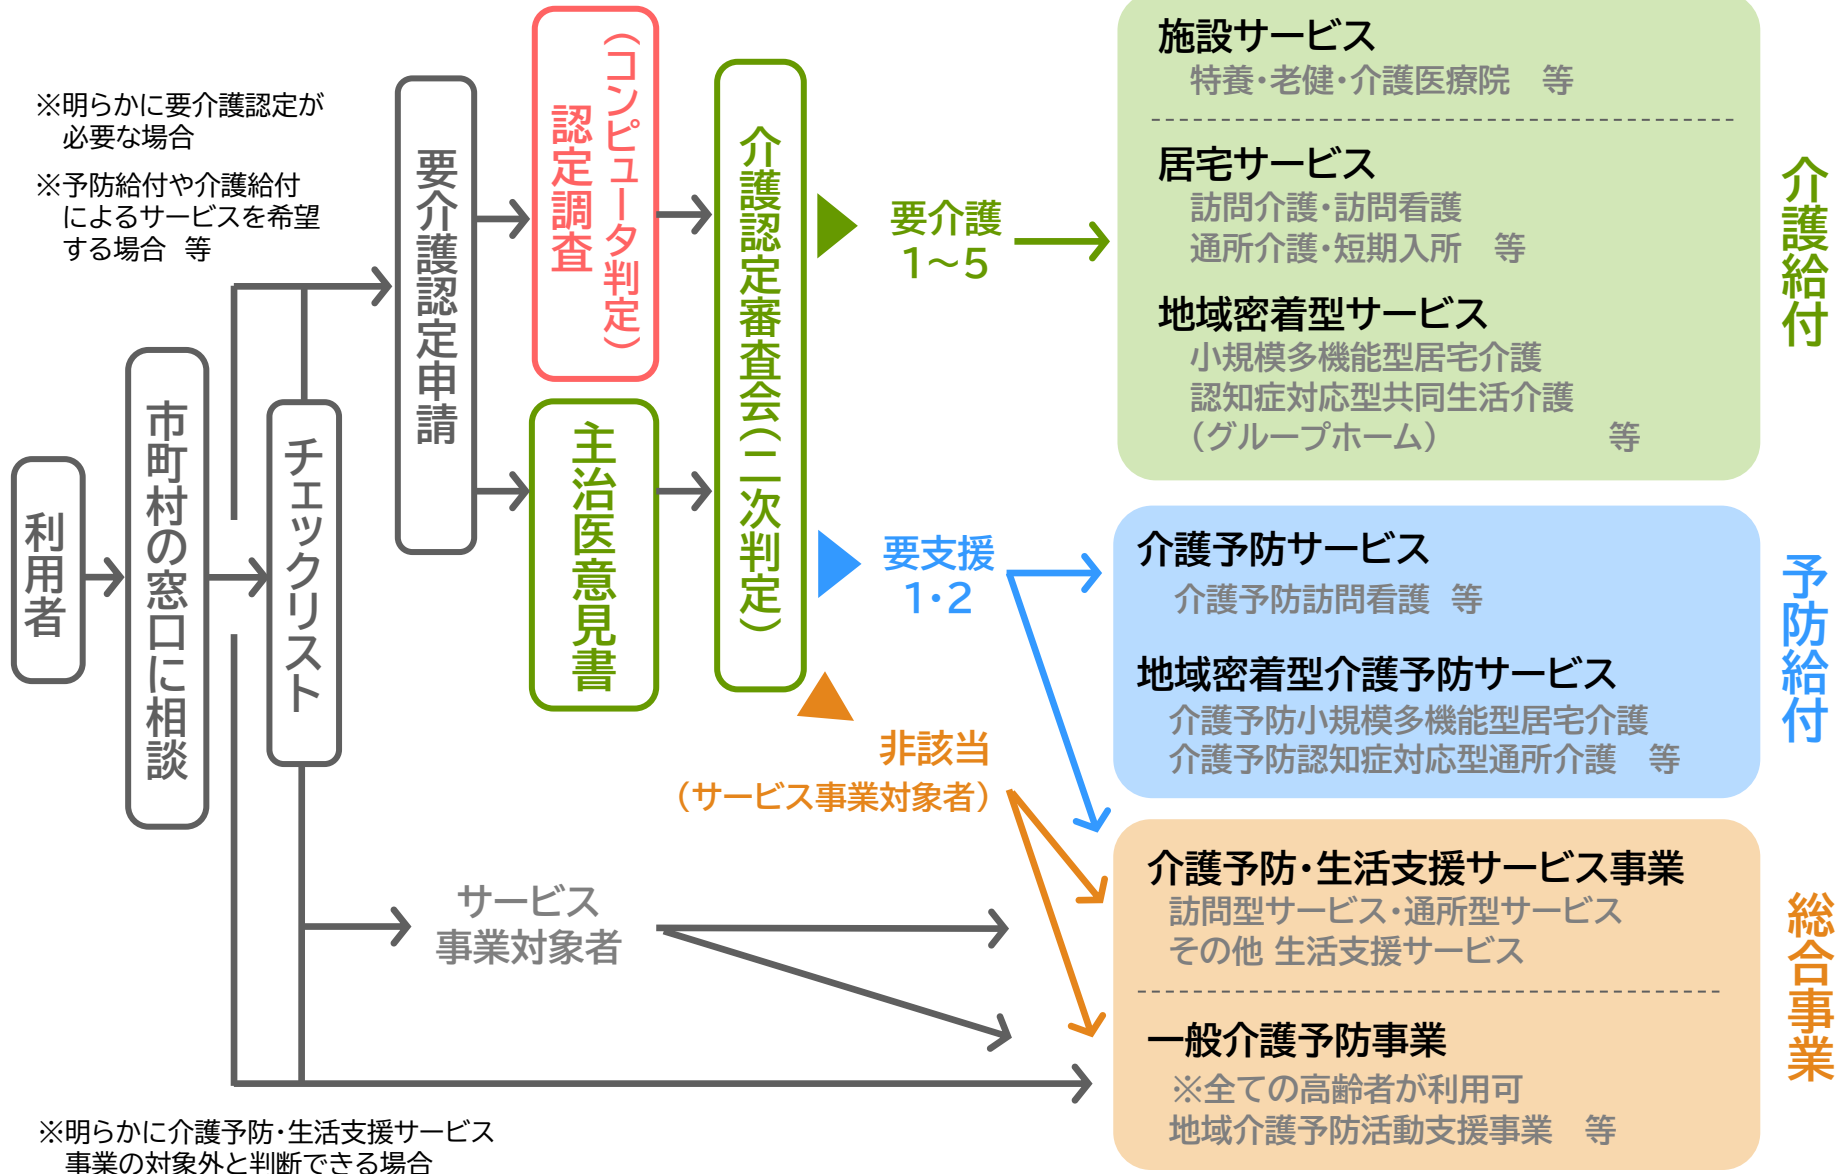 ※明らかに要介護認定が
必要な場合
※予防給付や介護給付
によるサービスを希望
する場合 等
利用者
市町村の窓口に相談
チェックリスト
要介護認定申請
認定調査
（コンピュータ判定）
主治医意見書
介護認定審査会（二次判定）
要介護
1～5
要支援
1・2
非該当
（サービス事業対象者）
サービス
事業対象者
施設サービス
特養・老健・介護医療院 等
居宅サービス
訪問介護・訪問看護
通所介護・短期入所 等
地域密着型サービス
小規模多機能型居宅介護
認知症対応型共同生活介護
（グループホーム） 等
介護給付
介護予防サービス
介護予防訪問看護 等
地域密着型介護予防サービス
介護予防小規模多機能型居宅介護
介護予防認知症対応型通所介護 等
予防給付
介護予防・生活支援サービス事業
訪問型サービス・通所型サービス
その他 生活支援サービス
一般介護予防事業
※全ての高齢者が利用可
地域介護予防活動支援事業 等
総合事業
※明らかに介護予防・生活支援サービス
事業の対象外と判断できる場合